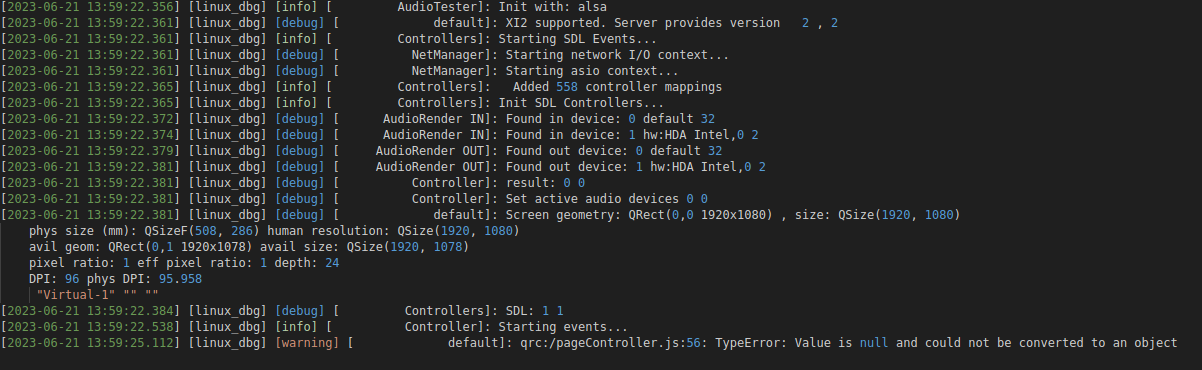 [2023-06-21 13:59:22.356] [linux_dbg] [info] [         AudioTester]: Init with: alsa
[2023-06-21 13:59:22.361] [linux_dbg] [debug] [             default]: XI2 supported. Server provides version   2 , 2
[2023-06-21 13:59:22.361] [linux_dbg] [info] [         Controllers]: Starting SDL Events...
[2023-06-21 13:59:22.361] [linux_dbg] [debug] [          NetManager]: Starting network I/O context...
[2023-06-21 13:59:22.361] [linux_dbg] [debug] [          NetManager]: Starting asio context...
[2023-06-21 13:59:22.365] [linux_dbg] [info] [         Controllers]:   Added 558 controller mappings
[2023-06-21 13:59:22.365] [linux_dbg] [info] [         Controllers]: Init SDL Controllers...
[2023-06-21 13:59:22.372] [linux_dbg] [debug] [      AudioRender IN]: Found in device: 0 default 32
[2023-06-21 13:59:22.374] [linux_dbg] [debug] [      AudioRender IN]: Found in device: 1 hw:HDA Intel,0 2
[2023-06-21 13:59:22.379] [linux_dbg] [debug] [     AudioRender OUT]: Found out device: 0 default 32
[2023-06-21 13:59:22.381] [linux_dbg] [debug] [     AudioRender OUT]: Found out device: 1 hw:HDA Intel,0 2
[2023-06-21 13:59:22.381] [linux_dbg] [debug] [          Controller]: result: 0 0
[2023-06-21 13:59:22.381] [linux_dbg] [debug] [          Controller]: Set active audio devices 0 0
[2023-06-21 13:59:22.381] [linux_dbg] [debug] [             default]: Screen geometry: QRect(0,0 1920x1080) , size: QSize(1920, 1080)
    phys size (mm): QSizeF(508, 286) human resolution: QSize(1920, 1080)
    avil geom: QRect(0,1 1920x1078) avail size: QSize(1920, 1078)
    pixel ratio: 1 eff pixel ratio: 1 depth: 24
    DPI: 96 phys DPI: 95.958
     "Virtual-1" "" ""
[2023-06-21 13:59:22.384] [linux_dbg] [debug] [         Controllers]: SDL: 1 1
[2023-06-21 13:59:22.538] [linux_dbg] [info] [          Controller]: Starting events...
[2023-06-21 13:59:25.112] [linux_dbg] [warning] [             default]: qrc:/pageController.js:56: TypeError: Value is null and could not be converted to an object